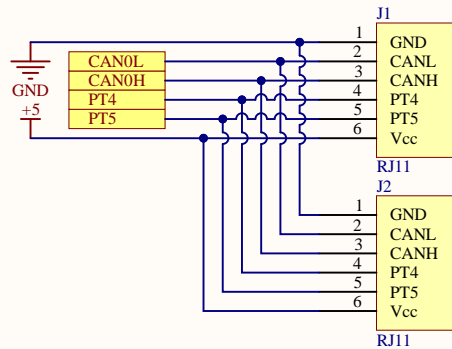 J1
1 GND
2 CANL
3 CANH
4 PT4
5 PT5
6 Vcc
RJ11
CAN0L
CAN0H
PT4
PT5
GND
+5
J2
1 GND
2 CANL
3 CANH
4 PT4
5 PT5
6 Vcc
RJ11